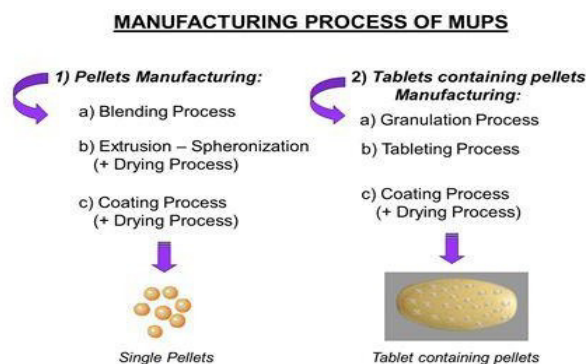 MANUFACTURING PROCESS OF MUPS
1) Pellets Manufacturing:
a) Blending Process
b) Extrusion – Spheronization
(+ Drying Process)
c) Coating Process
(+ Drying Process)
Single Pellets
2) Tablets containing pellets
Manufacturing:
a) Granulation Process
b) Tableting Process
c) Coating Process
(+ Drying Process)
Tablet containing pellets